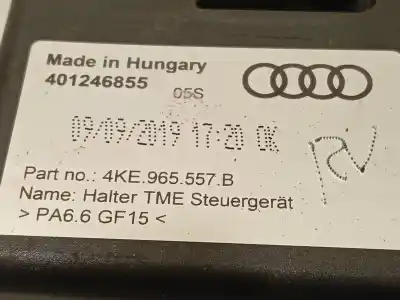 Made in Hungary
401246855
05S
09/09/2019 17:20 OK
Part no.: 4KE.965.557.B
Name: Halter TME Steuergerät
> PA6.6 GF15 <